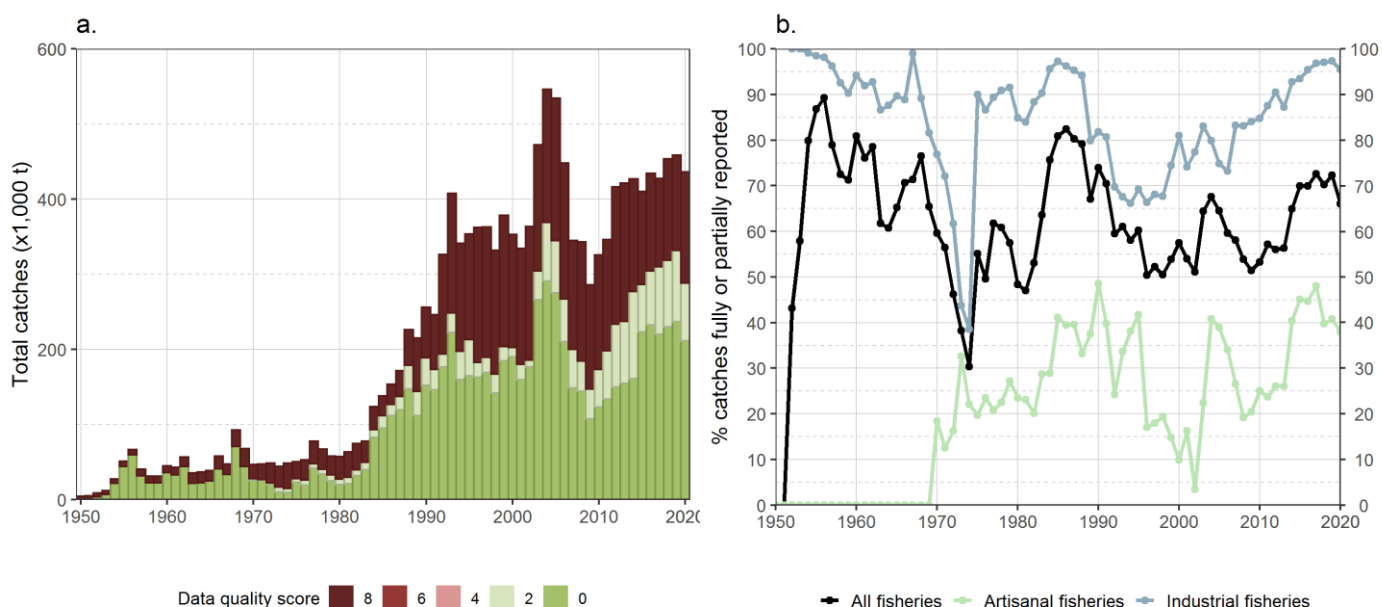 a.
600
400
200
0
Total catches (x1,000 t)
1950 1960 1970 1980 1990 2000 2010 2020
Data quality score 8 6 4 2 0
b.
100 100
90 90
80 80
70 70
60 60
50 50
40 40
30 30
20 20
10 10
0 0
% catches fully or partially reported
1950 1960 1970 1980 1990 2000 2010 2020
All fisheries Artisanal fisheries Industrial fisheries